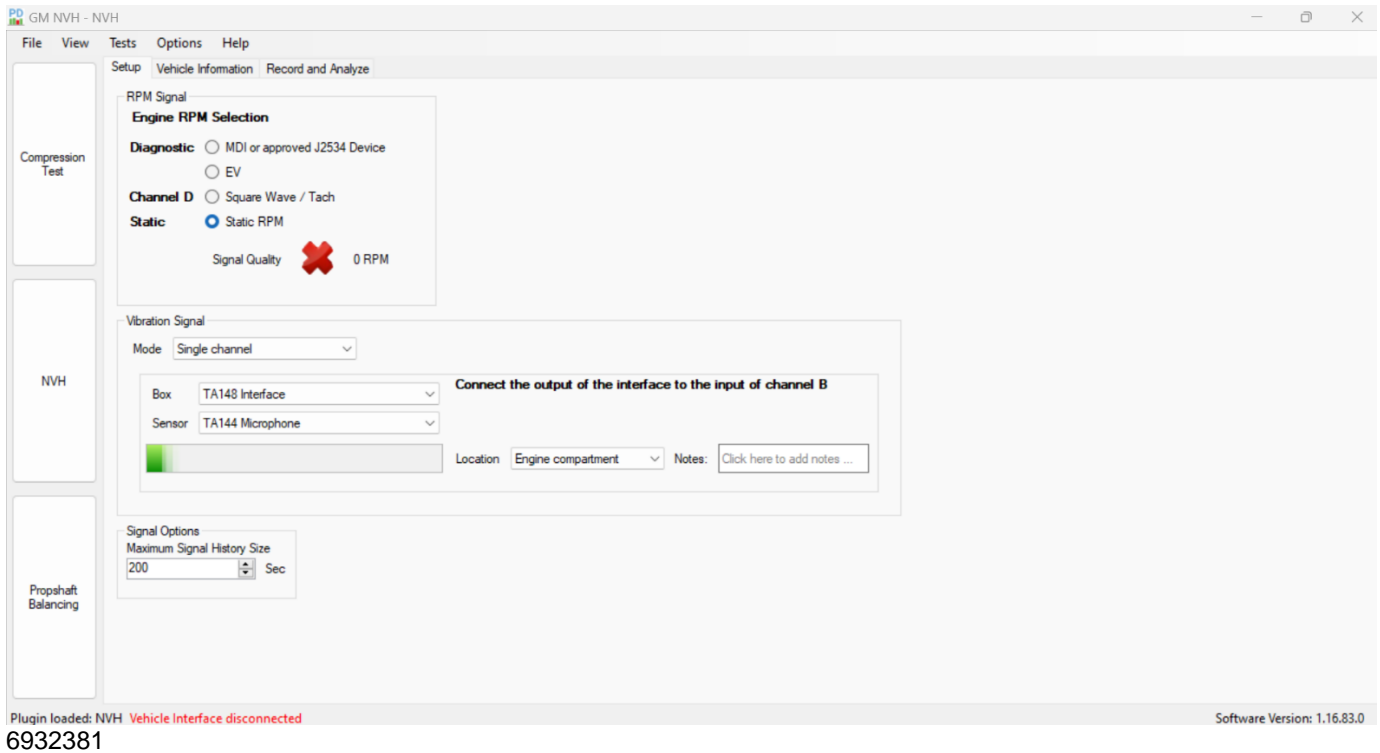 PD GM NVH - NVH
File View Tests Options Help
Setup Vehicle Information Record and Analyze
Compression
Test
NVH
Propshaft
Balancing
RPM Signal
Engine RPM Selection
Diagnostic MDI or approved J2534 Device
EV
Channel D Square Wave / Tach
Static Static RPM
Signal Quality 0 RPM
Vibration Signal
Mode Single channel
Box TA148 Interface
Connect the output of the interface to the input of channel B
Sensor TA144 Microphone
Location Engine compartment Notes: Click here to add notes ...
Signal Options
Maximum Signal History Size
200 Sec
Plugin loaded: NVH Vehicle Interface disconnected Software Version: 1.16.83.0
6932381